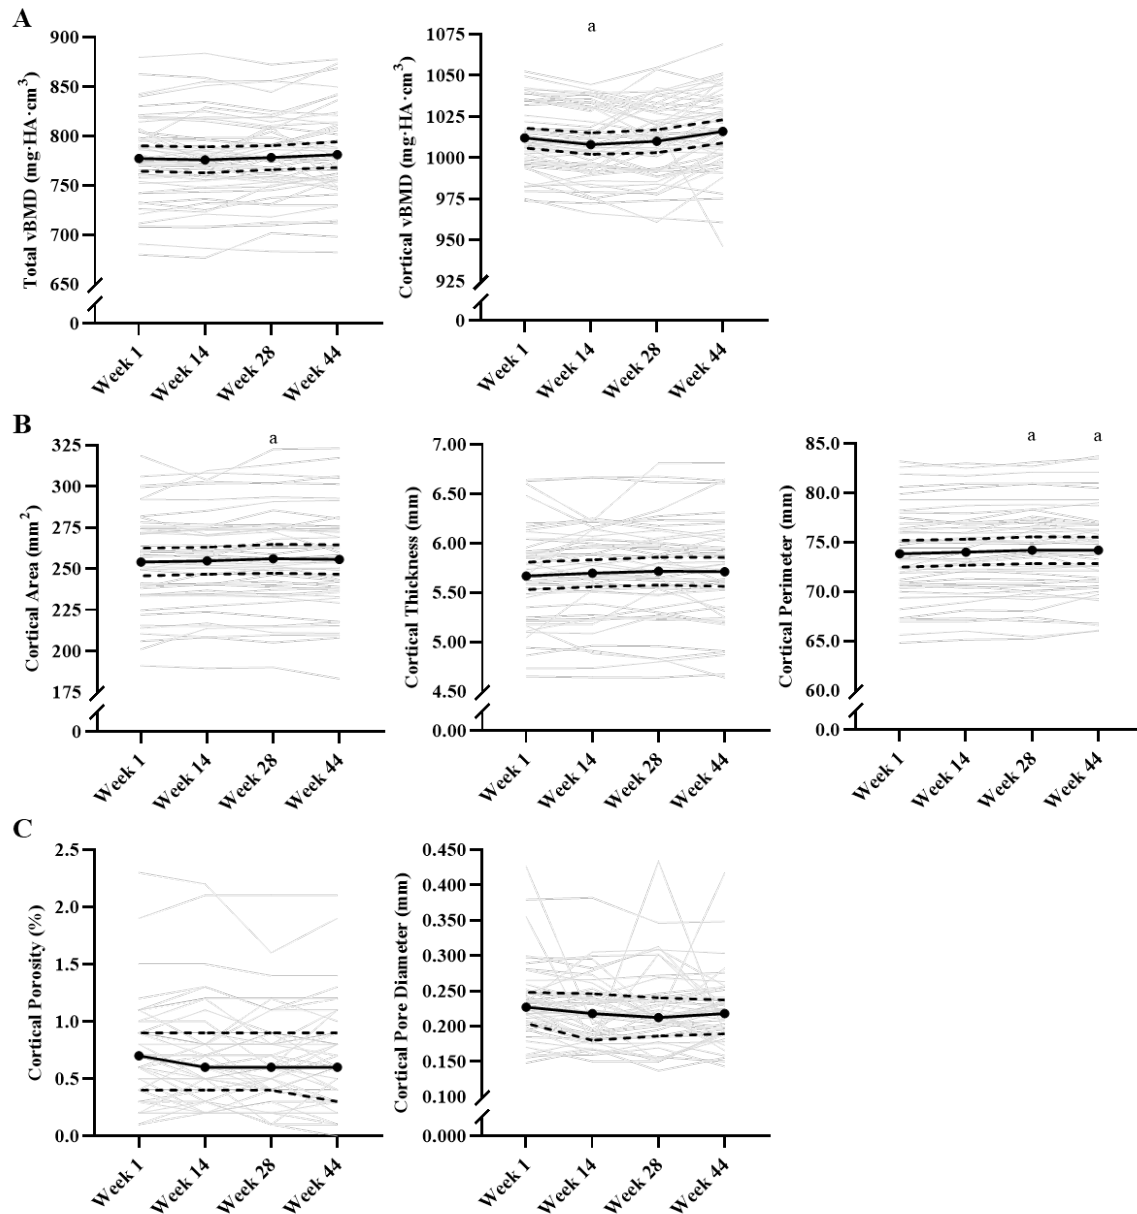 A
Total vBMD (mg·HA·cm3)
900
850
800
750
700
650
0
Week 1
Week 14
Week 28
Week 44
a
Cortical vBMD (mg·HA·cm3)
1075
1050
1025
1000
975
950
925
0
Week 1
Week 14
Week 28
Week 44
B
a
Cortical Area (mm2)
325
300
275
250
225
200
175
0
Week 1
Week 14
Week 28
Week 44
Cortical Thickness (mm)
7.00
6.50
6.00
5.50
5.00
4.50
0.00
Week 1
Week 14
Week 28
Week 44
a
a
Cortical Perimeter (mm)
85.0
80.0
75.0
70.0
65.0
60.0
0.0
Week 1
Week 14
Week 28
Week 44
C
Cortical Porosity (%)
2.5
2.0
1.5
1.0
0.5
0.0
Week 1
Week 14
Week 28
Week 44
Cortical Pore Diameter (mm)
0.450
0.400
0.350
0.300
0.250
0.200
0.150
0.100
0.000
Week 1
Week 14
Week 28
Week 44